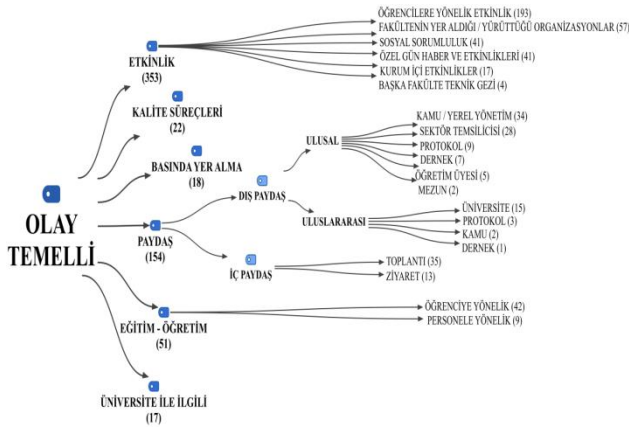 ÖĞRENCİLERE YÖNELİK ETKİNLİK (193)
FAKÜLTENİN YER ALDIĞI / YÜRÜTTÜĞÜ ORGANİZASYONLAR (57)
SOSYAL SORUMLULUK (41)
ÖZEL GÜN HABER VE ETKİNLİKLERİ (41)
KURUM İÇİ ETKİNLİKLER (17)
BAŞKA FAKÜLTE TEKNİK GEZİ (4)
ETKİNLİK
(353)
KALİTE SÜREÇLERİ
(22)
BASINDA YER ALMA
(18)
OLAY
TEMELLİ
PAYDAŞ
(154)
DIŞ PAYDAŞ
ULUSAL
KAMU / YEREL YÖNETİM (34)
SEKTÖR TEMSİLİCİSİ (28)
PROTOKOL (9)
DERNEK (7)
ÖĞRETİM ÜYESİ (5)
MEZUN (2)
ULUSLARARASI
ÜNİVERSİTE (15)
PROTOKOL (3)
KAMU (2)
DERNEK (1)
İÇ PAYDAŞ
TOPLANTI (35)
ZİYARET (13)
EĞİTİM - ÖĞRETİM
(51)
ÖĞRENCİYE YÖNELİK (42)
PERSONELE YÖNELİK (9)
ÜNİVERSİTE İLE İLGİLİ
(17)